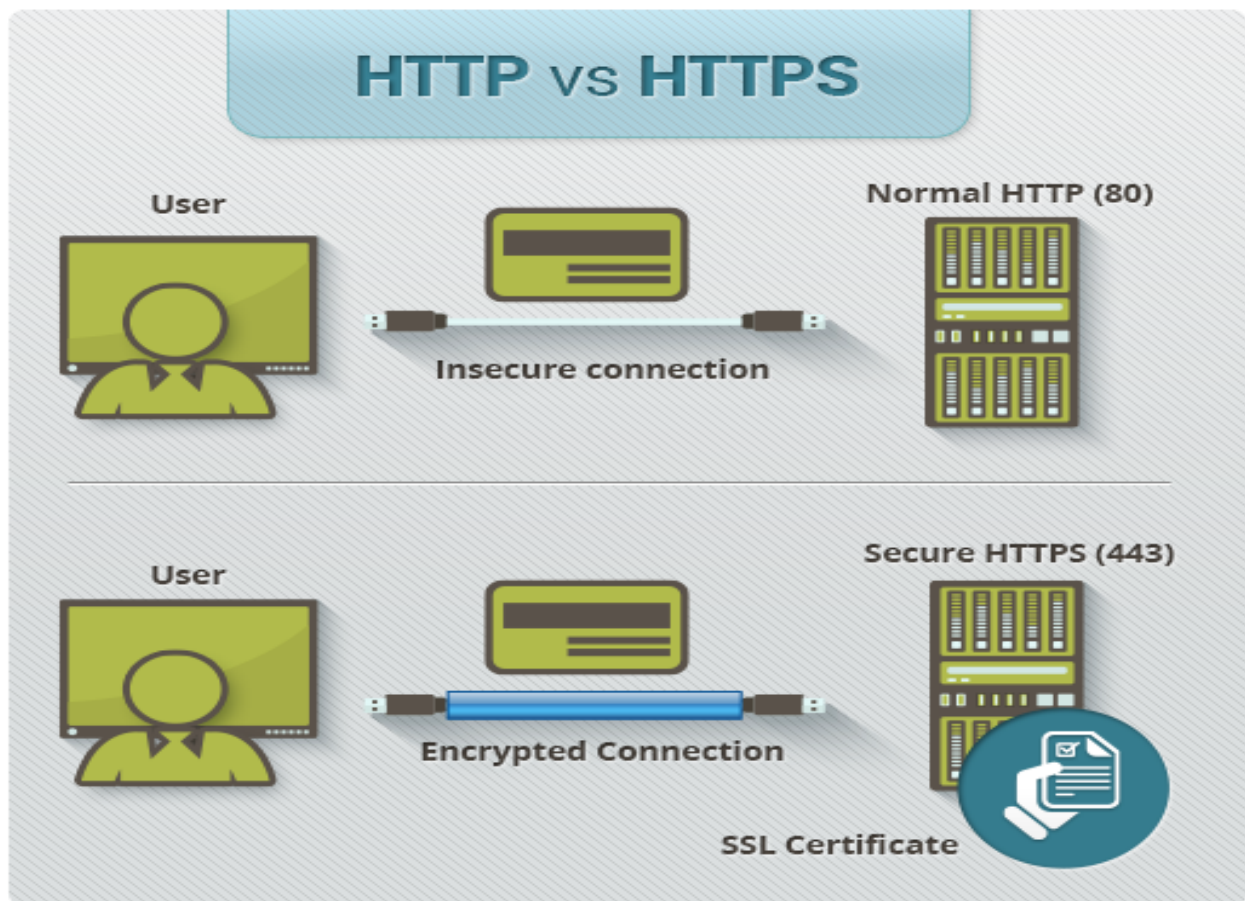 HTTP vs HTTPS
User
Normal HTTP (80)
Insecure connection
User
Secure HTTPS (443)
Encrypted Connection
SSL Certificate